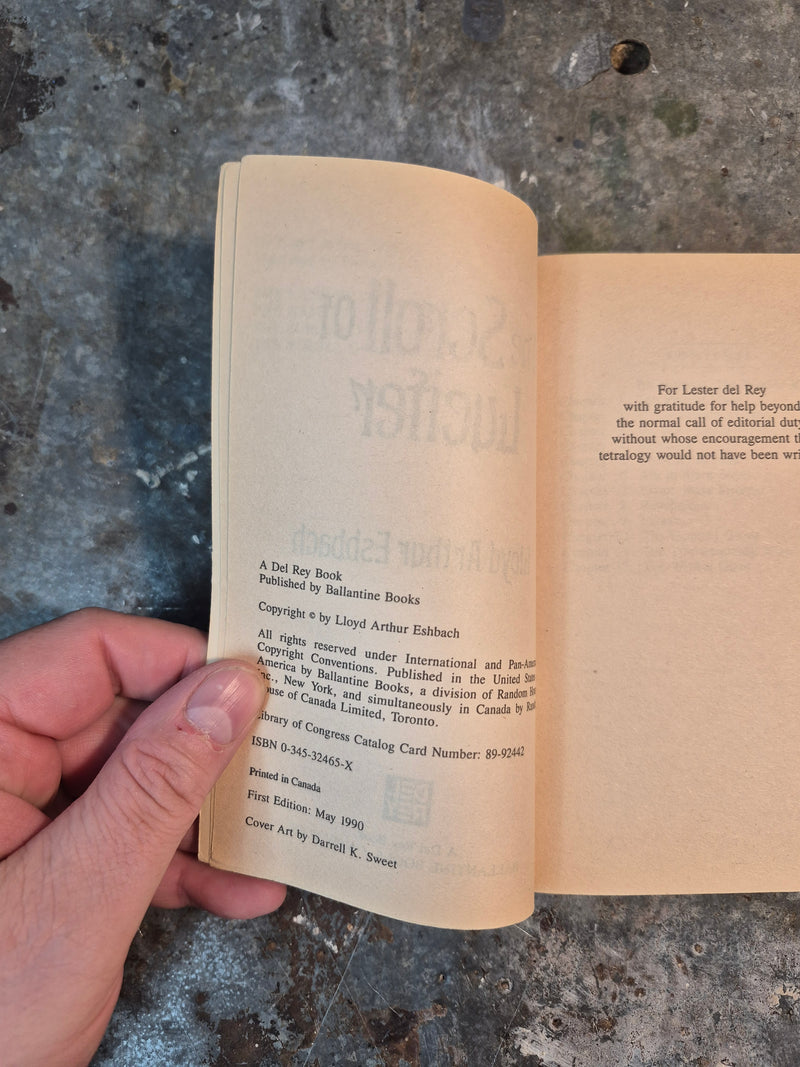 A Del Rey Book
Published by Ballantine Books
Copyright © by Lloyd Arthur Eshbach
All rights reserved under International and Pan-Amer
Copyright Conventions. Published in the United States
America by Ballantine Books, a division of Random Ho
Inc., New York, and simultaneously in Canada by Ran
ouse of Canada Limited, Toronto.
Library of Congress Catalog Card Number: 89-92442
ISBN 0-345-32465-X
Printed in Canada
First Edition: May 1990
Cover Art by Darrell K. Sweet
For Lester del Rey
with gratitude for help beyond
the normal call of editorial duty
without whose encouragement th
tetralogy would not have been wri